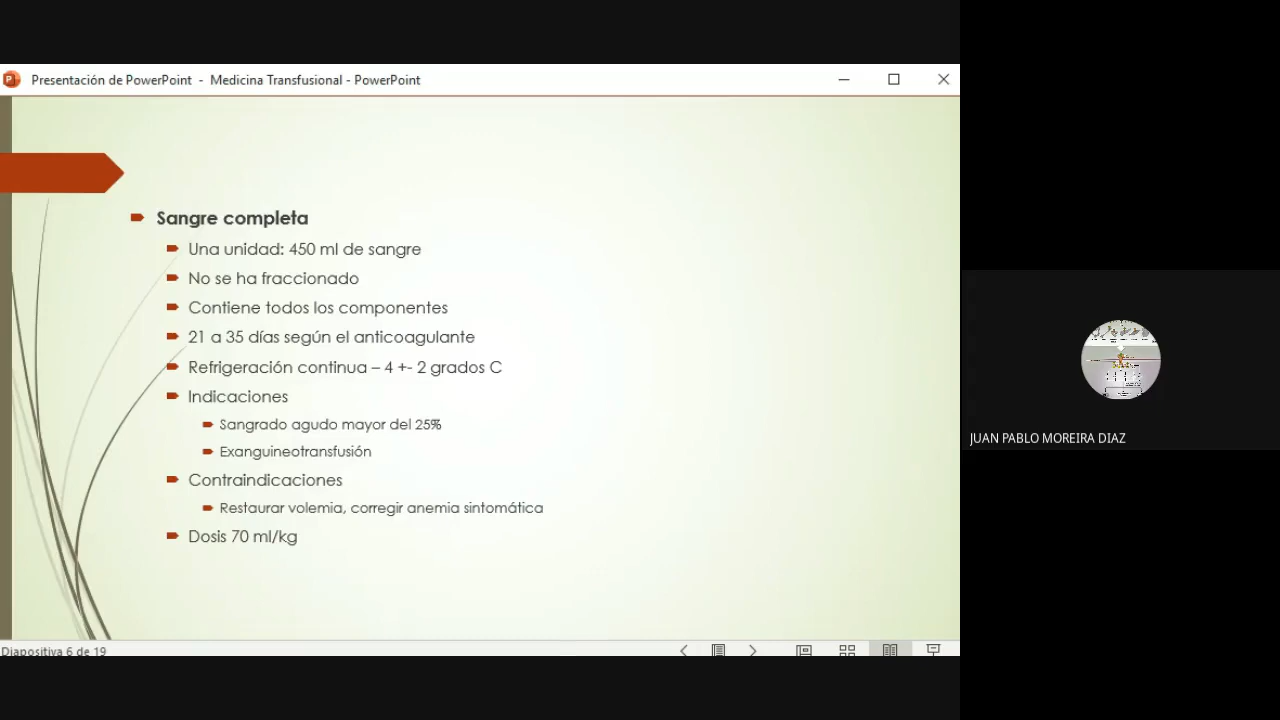 Presentación de PowerPoint - Medicina Transfusional - PowerPoint
Sangre completa
Una unidad: 450 ml de sangre
No se ha fraccionado
Contiene todos los componentes
21 a 35 días según el anticoagulante
Refrigeración continua – 4 +- 2 grados C
Indicaciones
Sangrado agudo mayor del 25%
Exanguineotransfusión
Contraindicaciones
Restaurar volemia, corregir anemia sintomática
Dosis 70 ml/kg
Diapositiva 6 de 19
JUAN PABLO MOREIRA DIAZ